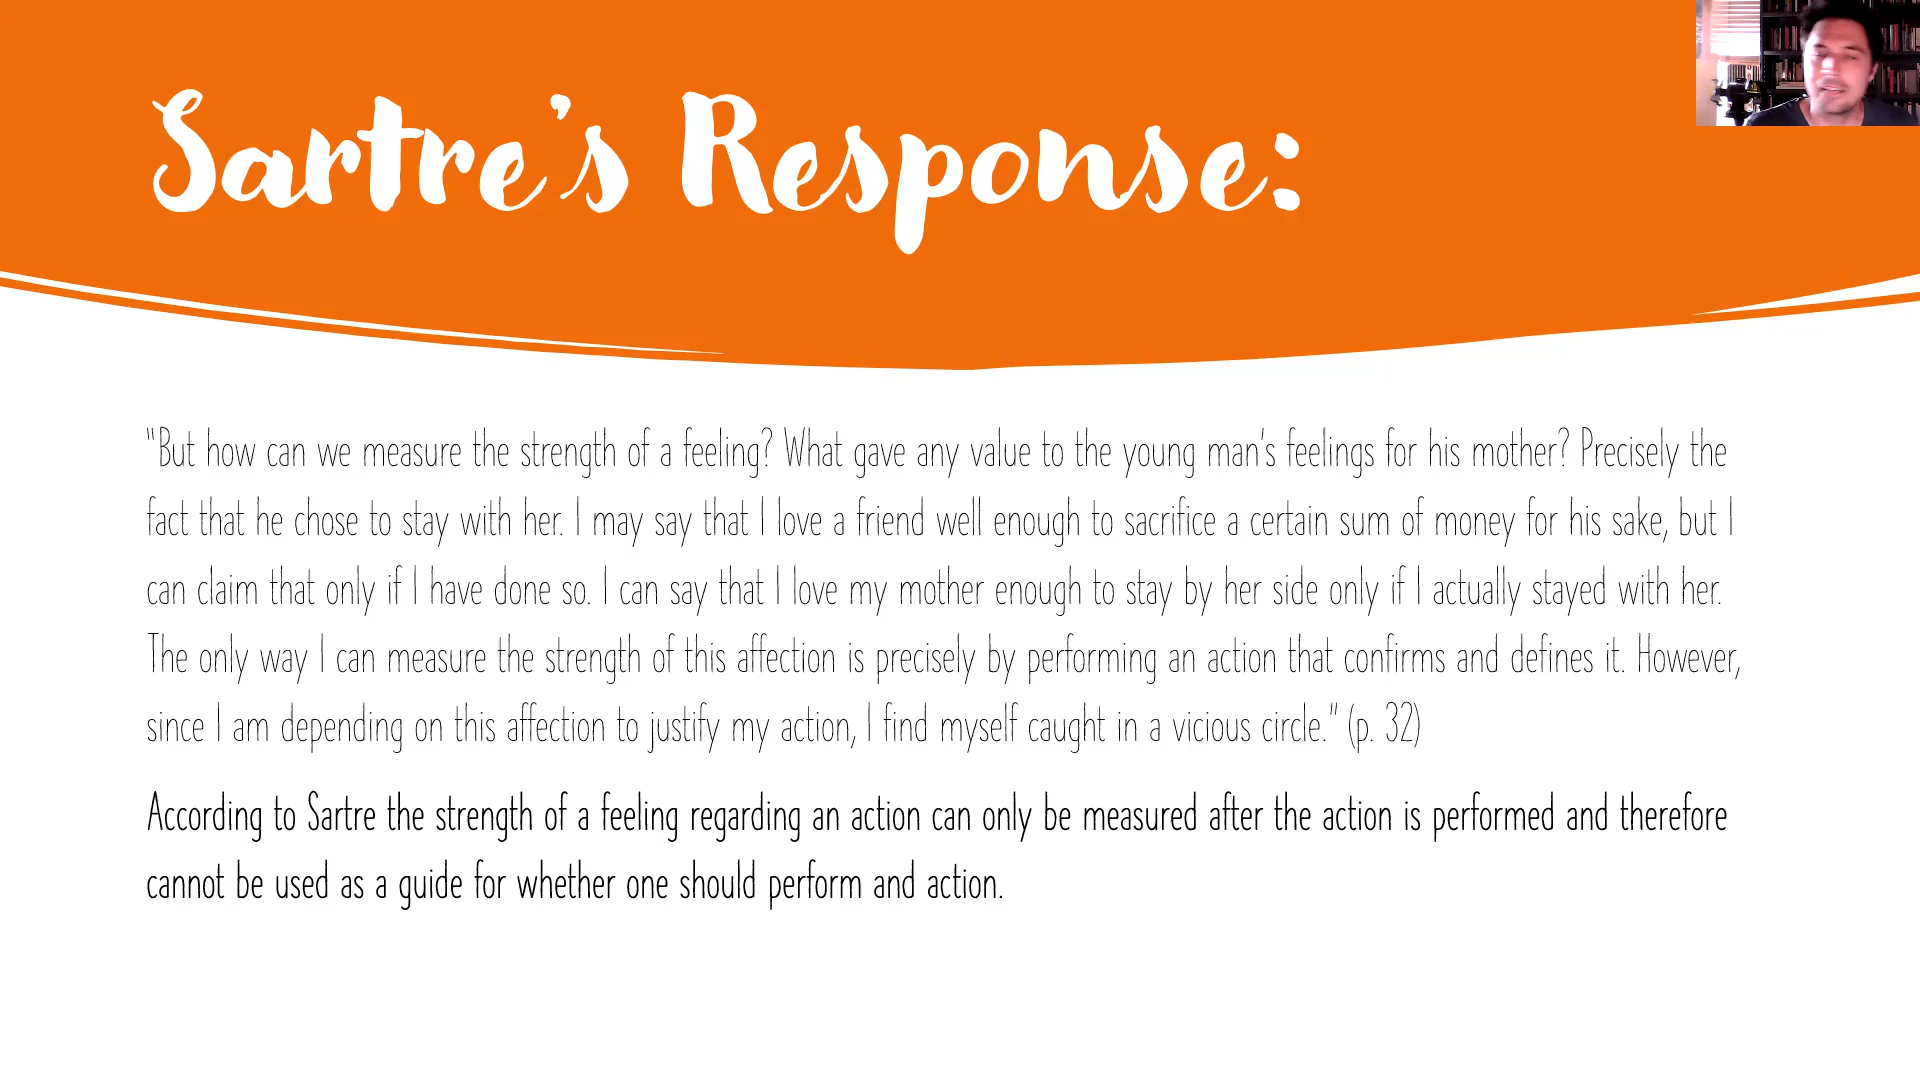 Sartre's Response:
"But how can we measure the strength of a feeling? What gave any value to the young man's feelings for his mother? Precisely the
fact that he chose to stay with her. I may say that I love a friend well enough to sacrifice a certain sum of money for his sake, but I
can claim that only if I have done so. I can say that I love my mother enough to stay by her side only if I actually stayed with her.
The only way I can measure the strength of this affection is precisely by performing an action that confirms and defines it. However,
since I am depending on this affection to justify my action, I find myself caught in a vicious circle." (p. 32)
According to Sartre the strength of a feeling regarding an action can only be measured after the action is performed and therefore
cannot be used as a guide for whether one should perform and action.